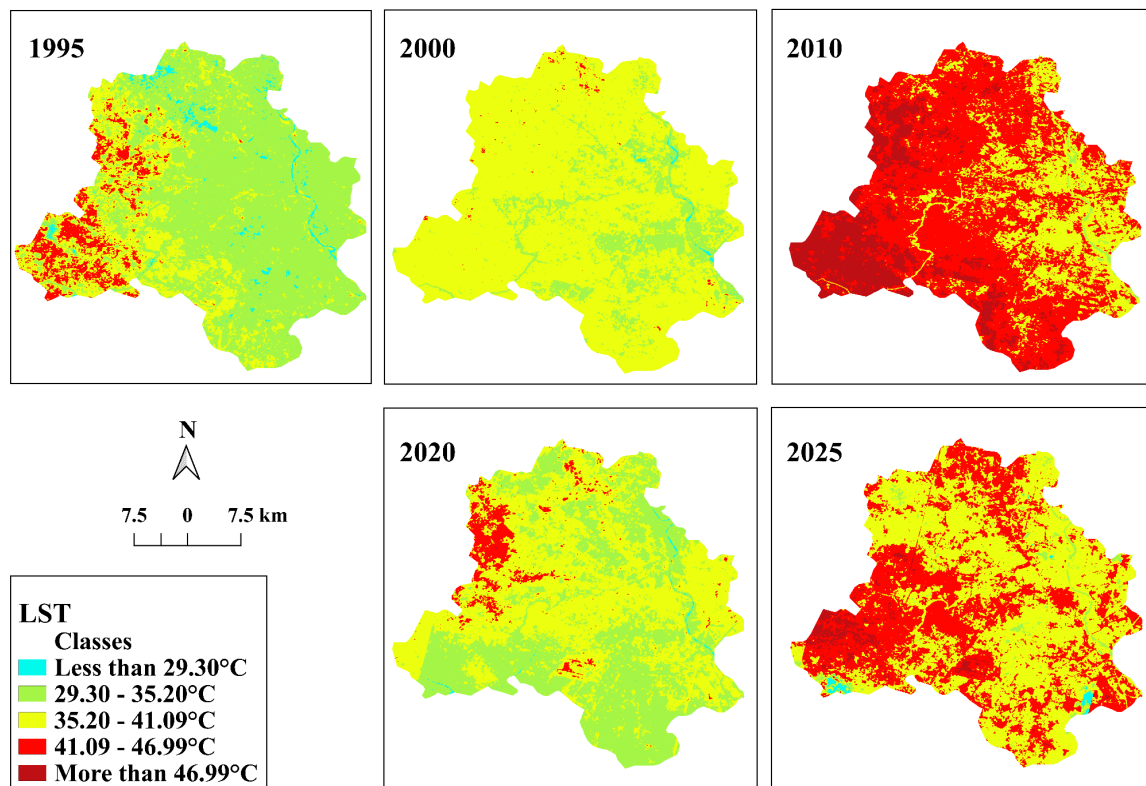 1995
2000
2010
2020
2025
N
7.5 0 7.5 km
LST
Classes
Less than 29.30°C
29.30 - 35.20°C
35.20 - 41.09°C
41.09 - 46.99°C
More than 46.99°C